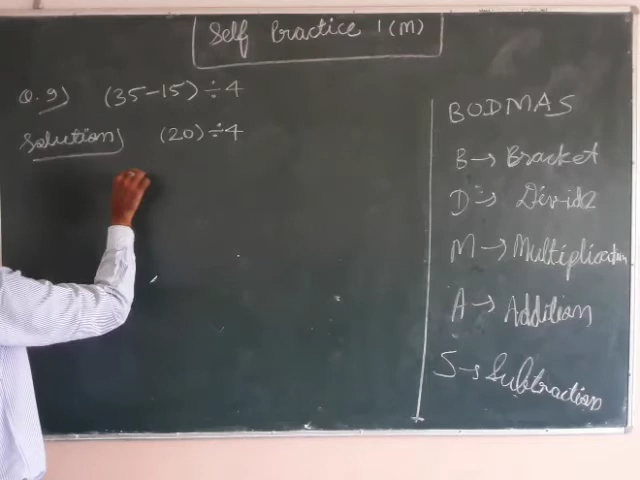 Self Practice 1(M)
Q. 9) (35-15)÷4
Solution) (20)÷4
BODMAS
B→ Bracket
D→ Divide
M→ Multiplication
A→ Addition
S→ Subtraction